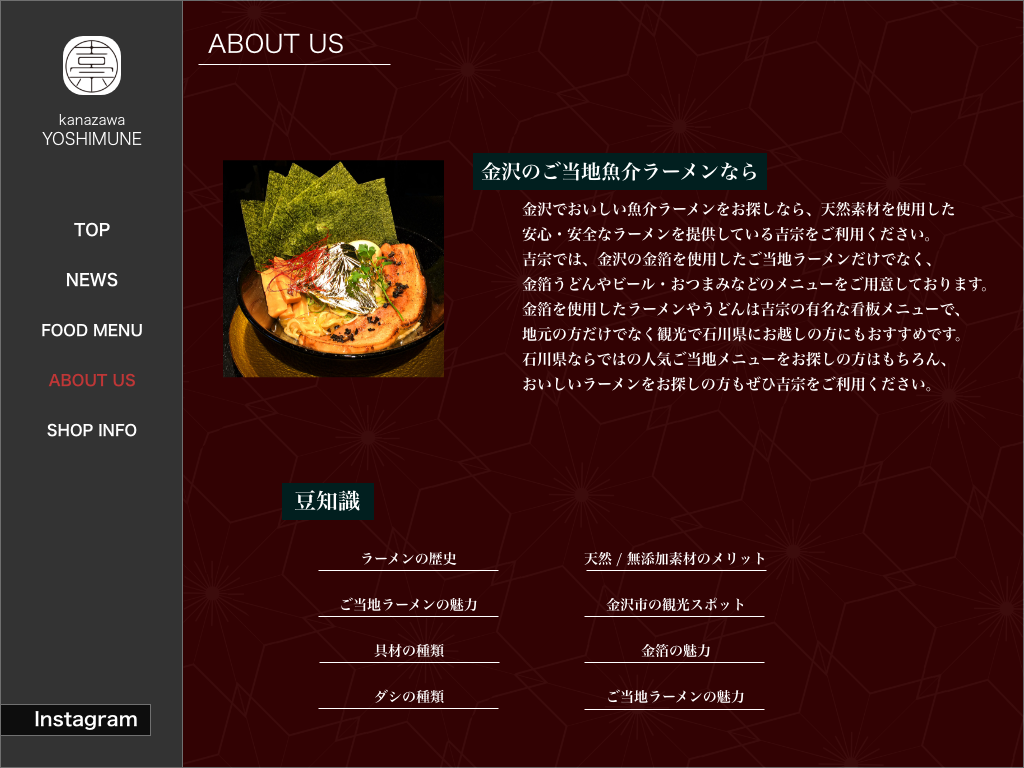 kanazawa
YOSHIMUNE
TOP
NEWS
FOOD MENU
ABOUT US
SHOP INFO
Instagram
ABOUT US
金沢のご当地魚介ラーメンなら
金沢でおいしい魚介ラーメンをお探しなら、天然素材を使用した
安心・安全なラーメンを提供している吉宗をご利用ください。
吉宗では、金沢の金箔を使用したご当地ラーメンだけでなく、
金箔うどんやビール・おつまみなどのメニューをご用意しております。
金箔を使用したラーメンやうどんは吉宗の有名な看板メニューで、
地元の方だけでなく観光で石川県にお越しの方にもおすすめです。
石川県ならではの人気ご当地メニューをお探しの方はもちろん、
おいしいラーメンをお探しの方もぜひ吉宗をご利用ください。
豆知識
ラーメンの歴史
天然 / 無添加素材のメリット
ご当地ラーメンの魅力
金沢市の観光スポット
具材の種類
金箔の魅力
ダシの種類
ご当地ラーメンの魅力